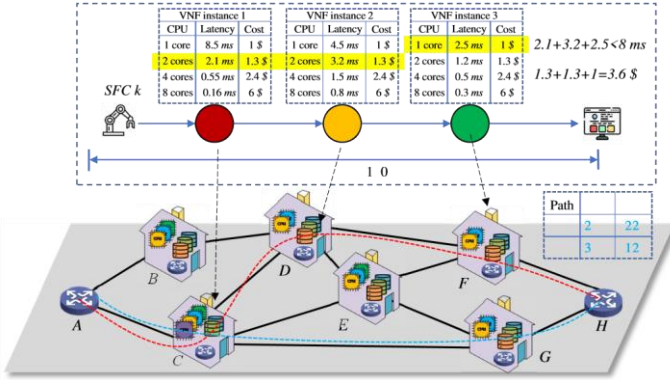 VNF instance 1
CPU Latency Cost
1 core 8.5 ms 1 $
2 cores 2.1 ms 1.3 $
4 cores 0.55 ms 2.4 $
8 cores 0.16 ms 6 $
VNF instance 2
CPU Latency Cost
1 core 4.5 ms 1 $
2 cores 3.2 ms 1.3 $
4 cores 1.5 ms 2.4 $
8 cores 0.8 ms 6 $
VNF instance 3
CPU Latency Cost
1 core 2.5 ms 1 $
2 cores 1.2 ms 1.3 $
4 cores 0.5 ms 2.4 $
8 cores 0.3 ms 6 $
2.1+3.2+2.5<8 ms
1.3+1.3+1=3.6 $
SFC k
1 0
Path
2 22
3 12
B
D
F
A
E
H
C
G